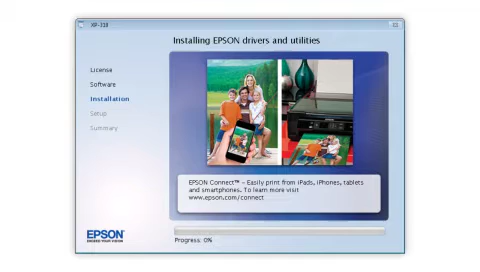 XP-318
Installing EPSON drivers and utilities
License
Software
Installation
Setup
Summary
EPSON Connect™ – Easily print from iPads, iPhones, tablets
and smartphones. To learn more visit
www.epson.com/connect
EPSON
EXCEED YOUR VISION
Progress: 0%